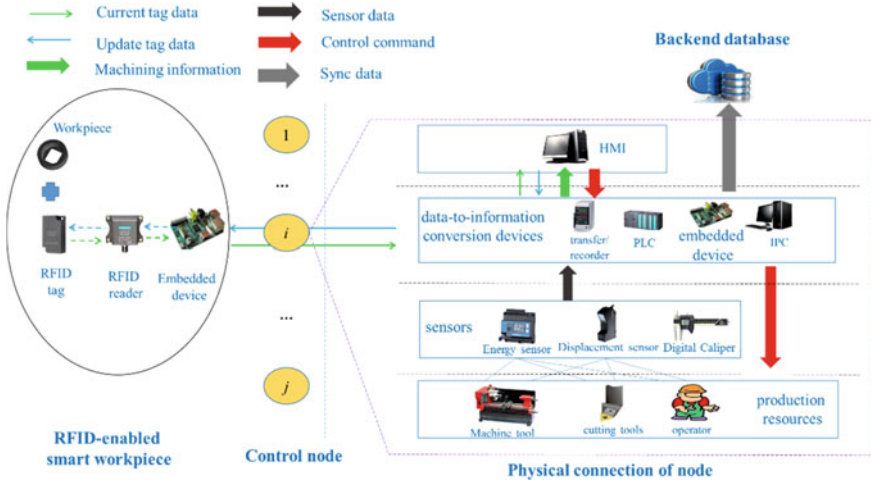 Current tag data
Sensor data
Update tag data
Control command
Machining information
Sync data
Backend database
Workpiece
1
HMI
...
data-to-information
conversion devices
transfer/
recorder
PLC
embedded
device
IPC
i
RFID
tag
RFID
reader
Embedded
device
...
sensors
Energy sensor
Displacment sensor
Digital Caliper
j
production
resources
Machine tool
cutting tools
operator
RFID-enabled
smart workpiece
Control node
Physical connection of node